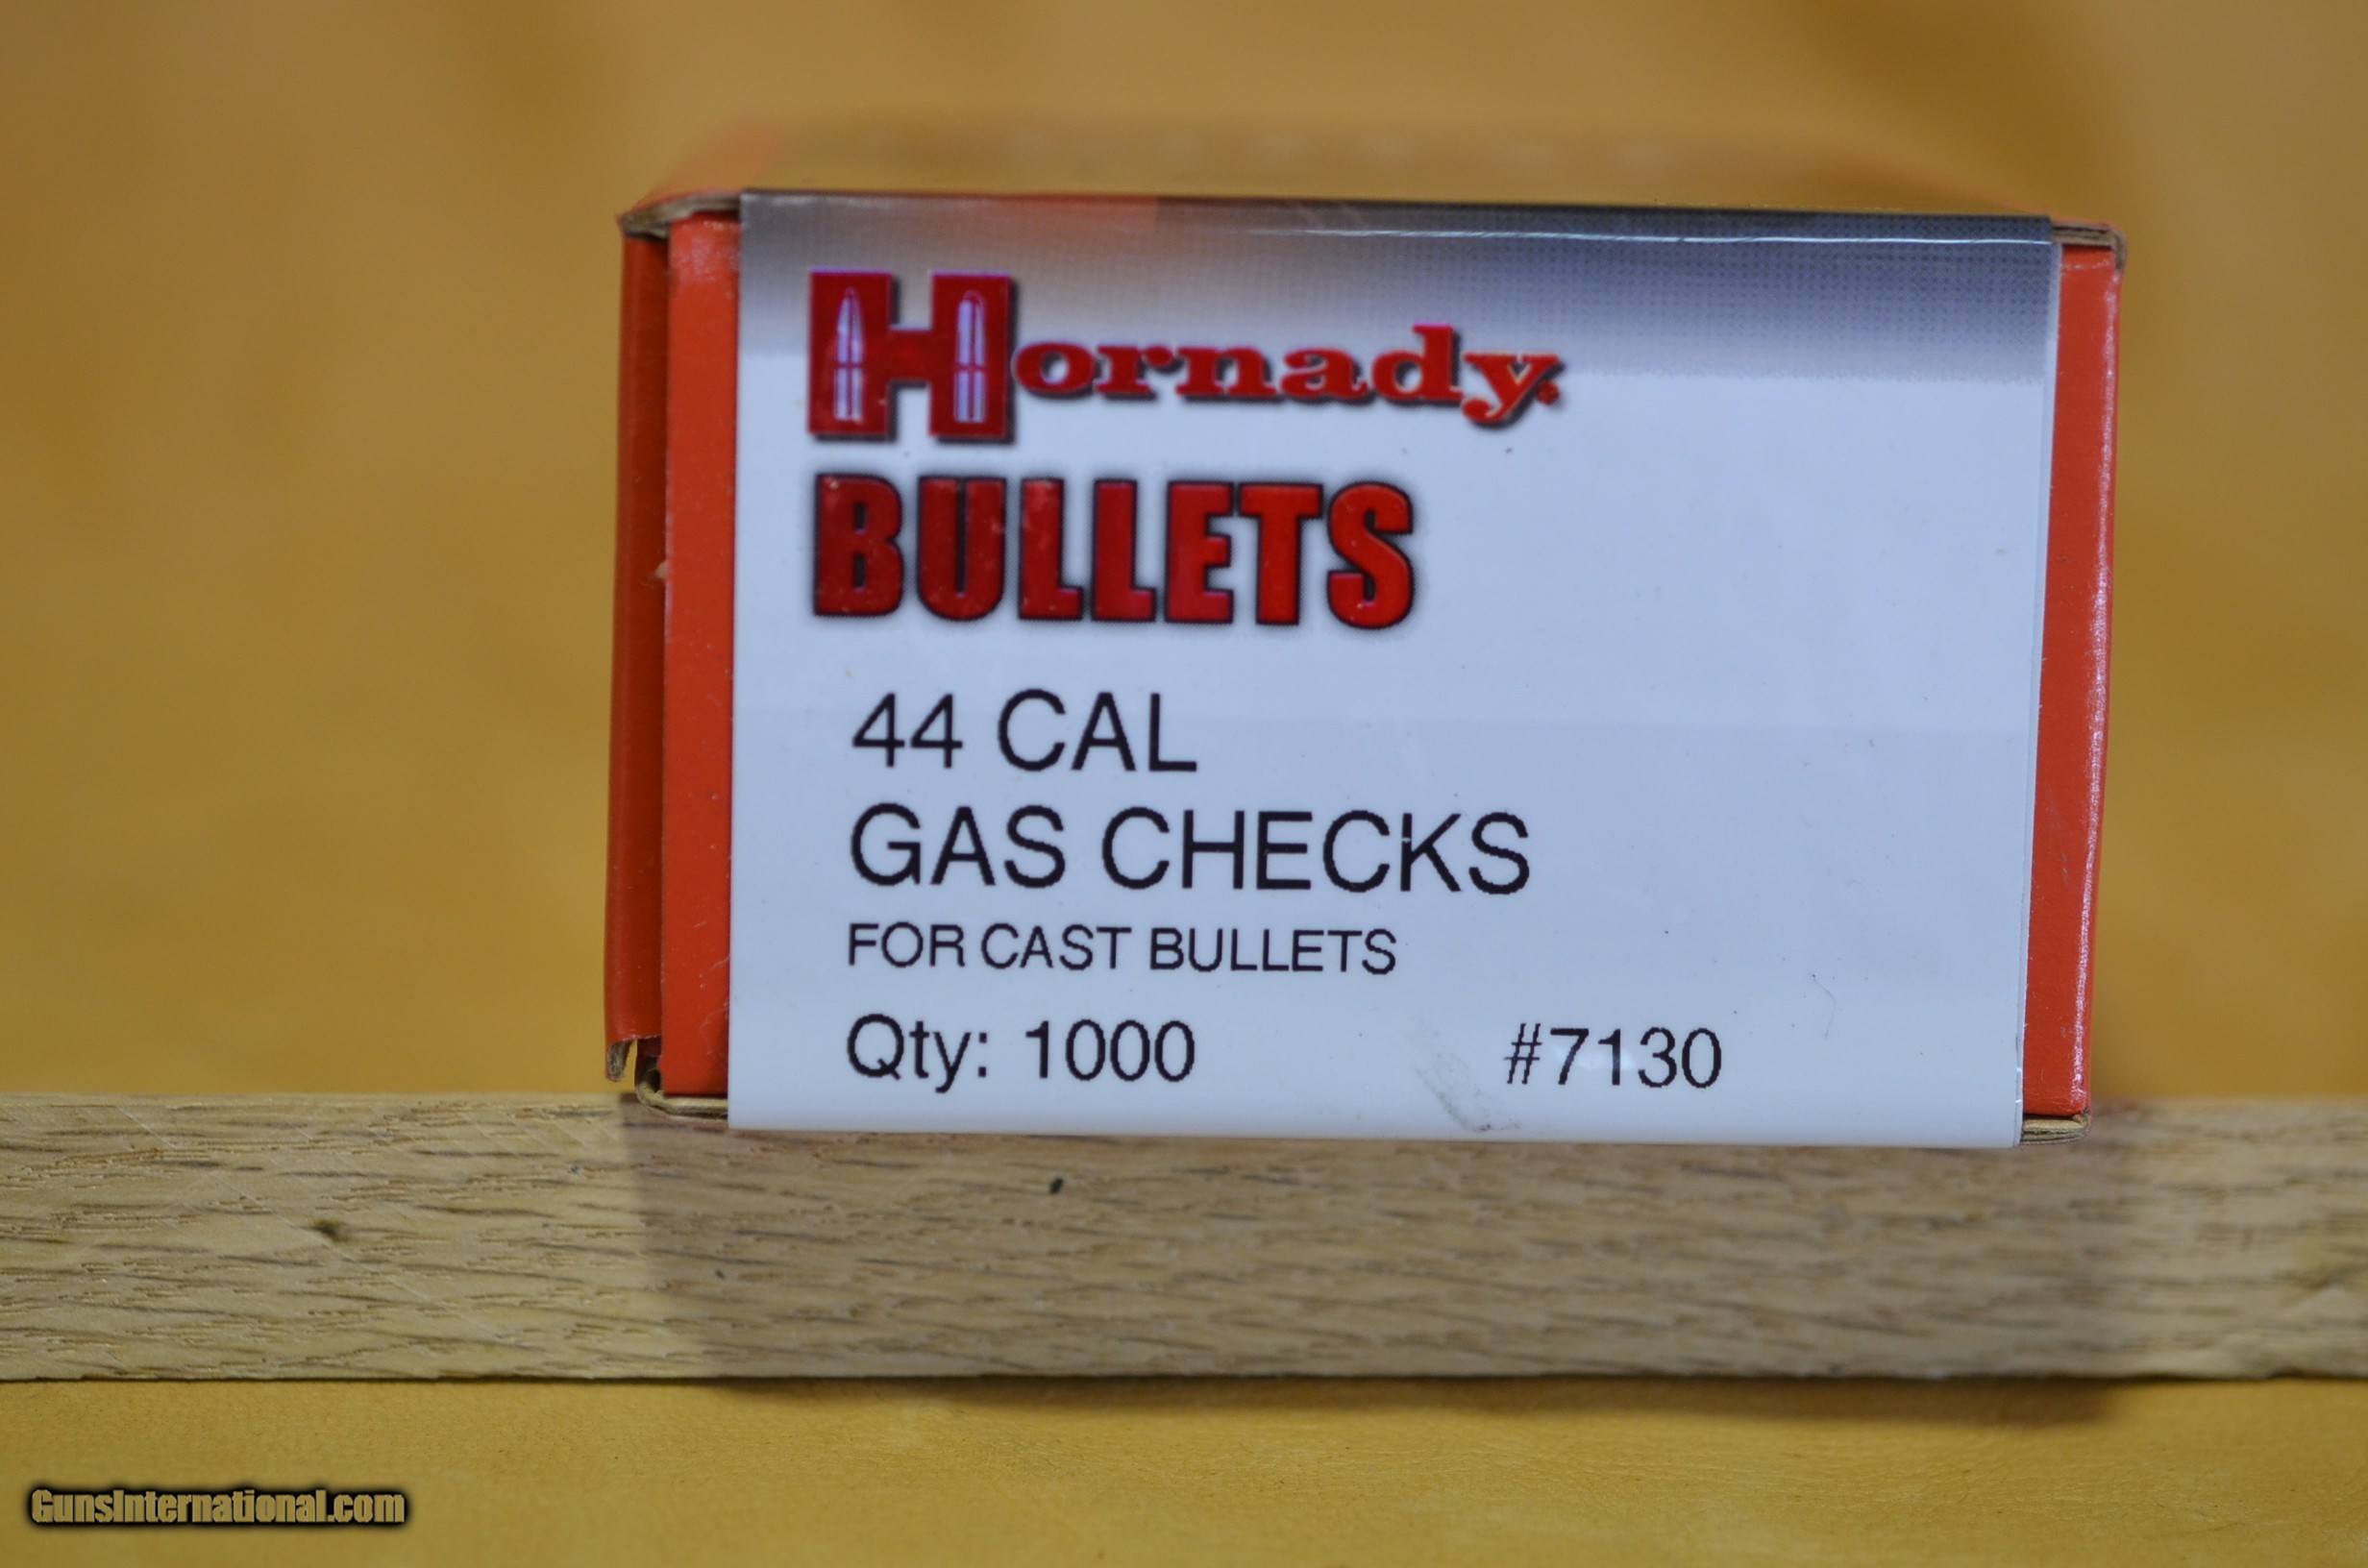 Hornady.
BULLETS
44 CAL
GAS CHECKS
FOR CAST BULLETS
Qty: 1000 #7130
GunsInternational.com